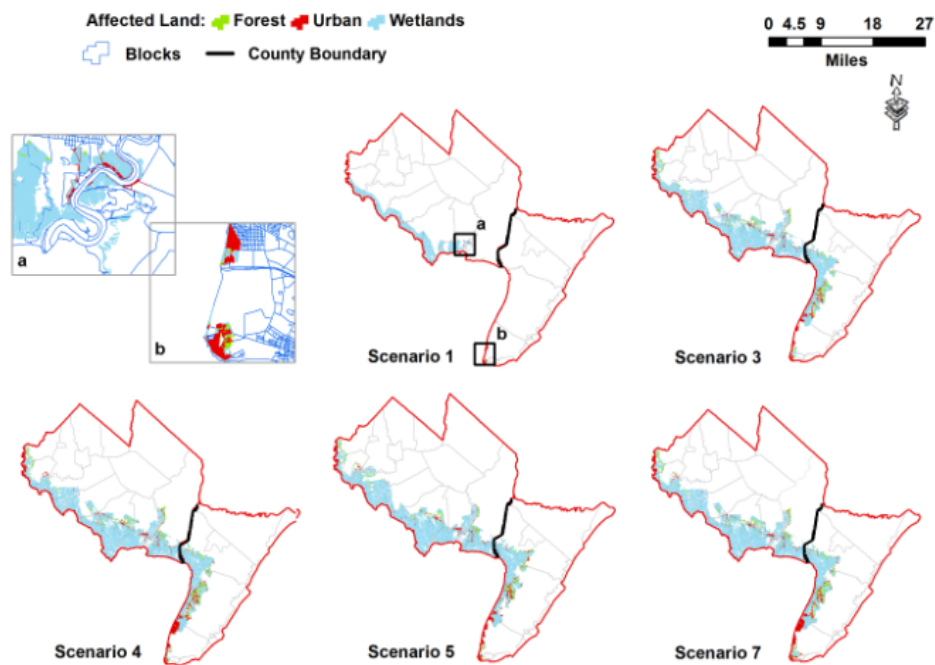 Affected Land: Forest Urban Wetlands
Blocks County Boundary
0 4.5 9 18 27
Miles
N
a
b
a
b
Scenario 1
Scenario 3
Scenario 4
Scenario 5
Scenario 7